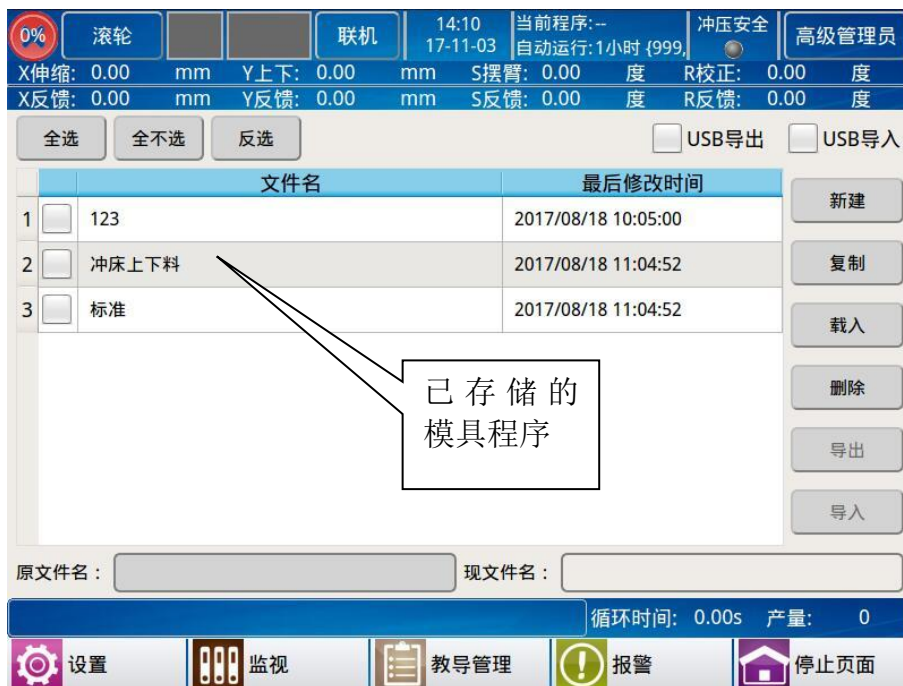 0% 滚轮 联机 14:10 当前程序:-- 冲压安全 高级管理员
17-11-03 自动运行:1小时 {999,
X伸缩: 0.00 mm Y上下: 0.00 mm S摆臂: 0.00 度 R校正: 0.00 度
X反馈: 0.00 mm Y反馈: 0.00 mm S反馈: 0.00 度 R反馈: 0.00 度
全选 全不选 反选 USB导出 USB导入
文件名 最后修改时间 新建
1 123 2017/08/18 10:05:00
2 冲床上下料 2017/08/18 11:04:52 复制
3 标准 2017/08/18 11:04:52
载入
已存储的
模具程序
删除
导出
导入
原文件名： 现文件名：
循环时间: 0.00s 产量: 0
设置 监视 教导管理 报警 停止页面